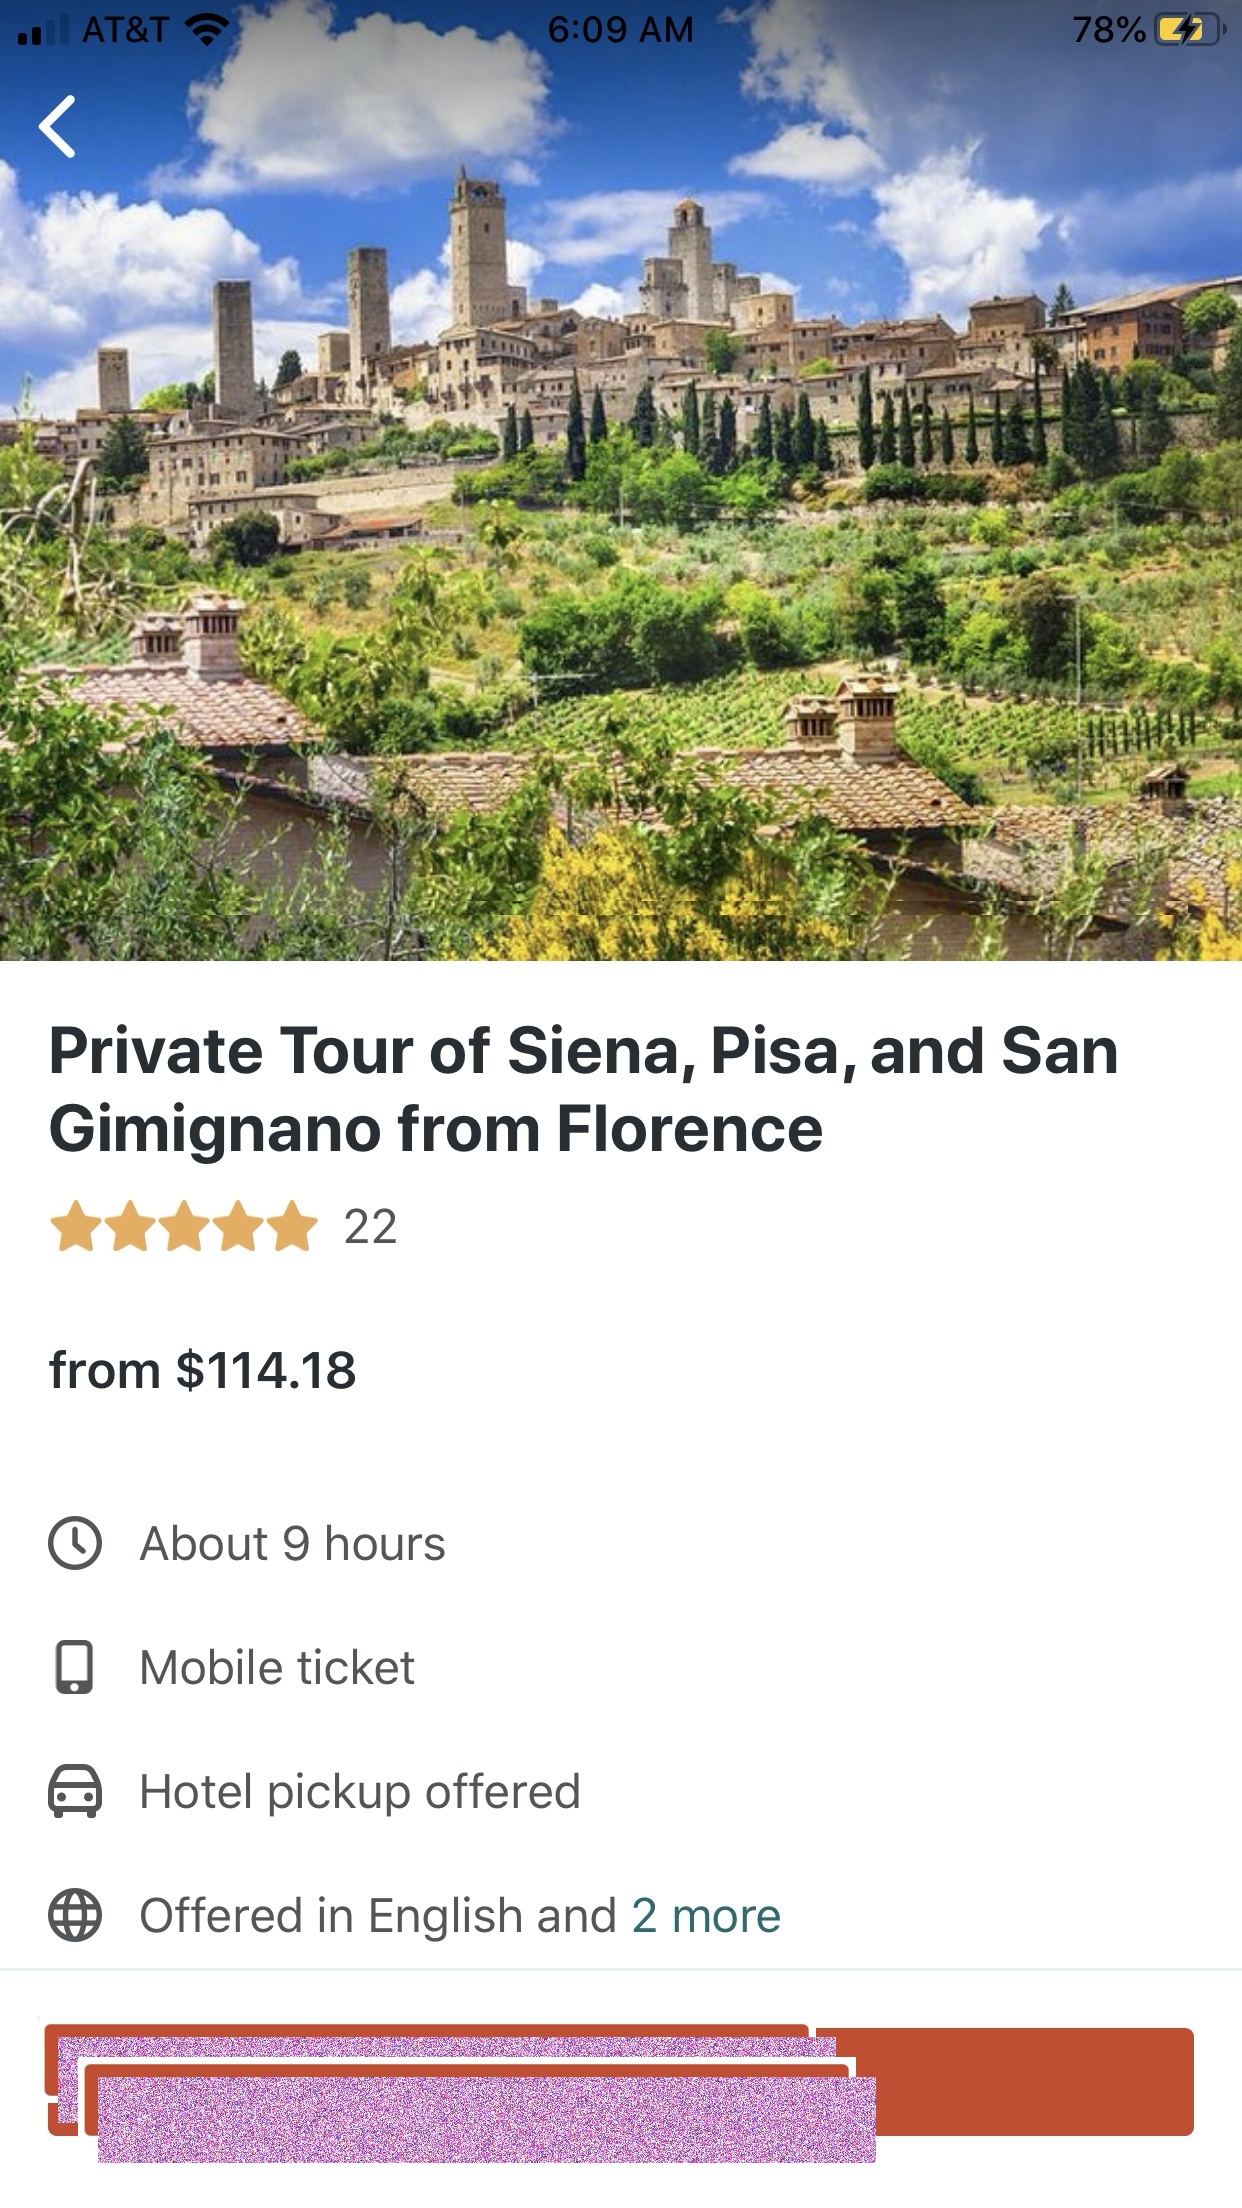 AT&T 6:09 AM 78%
Private Tour of Siena, Pisa, and San
Gimignano from Florence
22
from $114.18
About 9 hours
Mobile ticket
Hotel pickup offered
Offered in English and 2 more